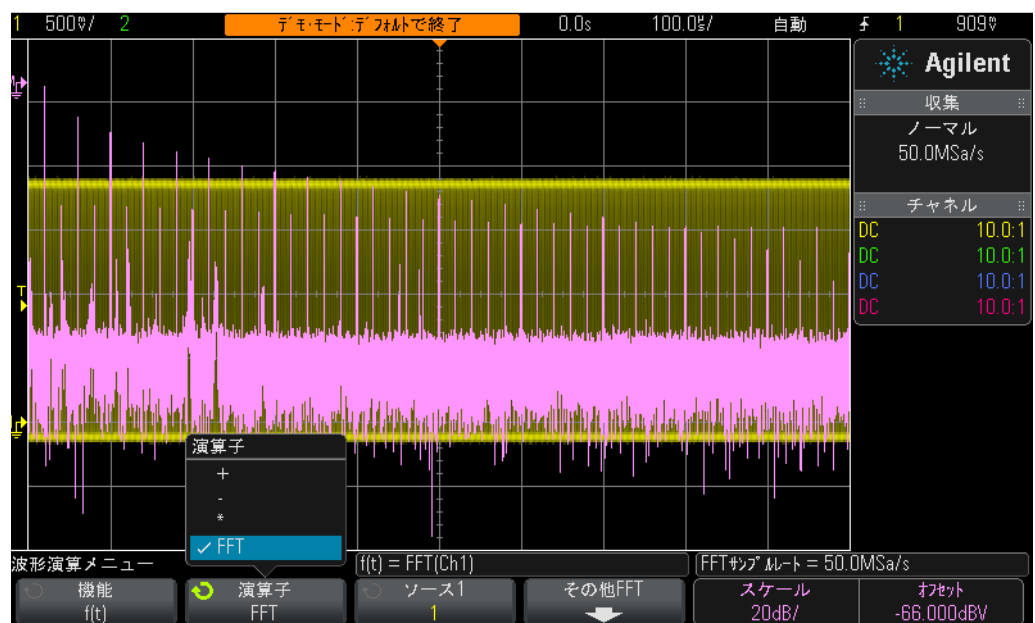 1 500㎷/ 2 ﾃﾞﾓ･ﾓｰﾄﾞ:ﾃﾞﾌｫﾙﾄで終了 0.0s 100.0㎲/ 自動 1 909㎷
Agilent
収集
ノーマル
50.0MSa/s
チャネル
DC 10.0:1
DC 10.0:1
DC 10.0:1
DC 10.0:1
T
演算子
+
-
*
✓ FFT
波形演算メニュー f(t) = FFT(Ch1) FFTｻﾝﾌﾟﾙﾚｰﾄ = 50.0MSa/s
機能 演算子 ソース1 その他FFT スケール ｵﾌｾｯﾄ
f(t) FFT 1 20dB/ -66.000dBV